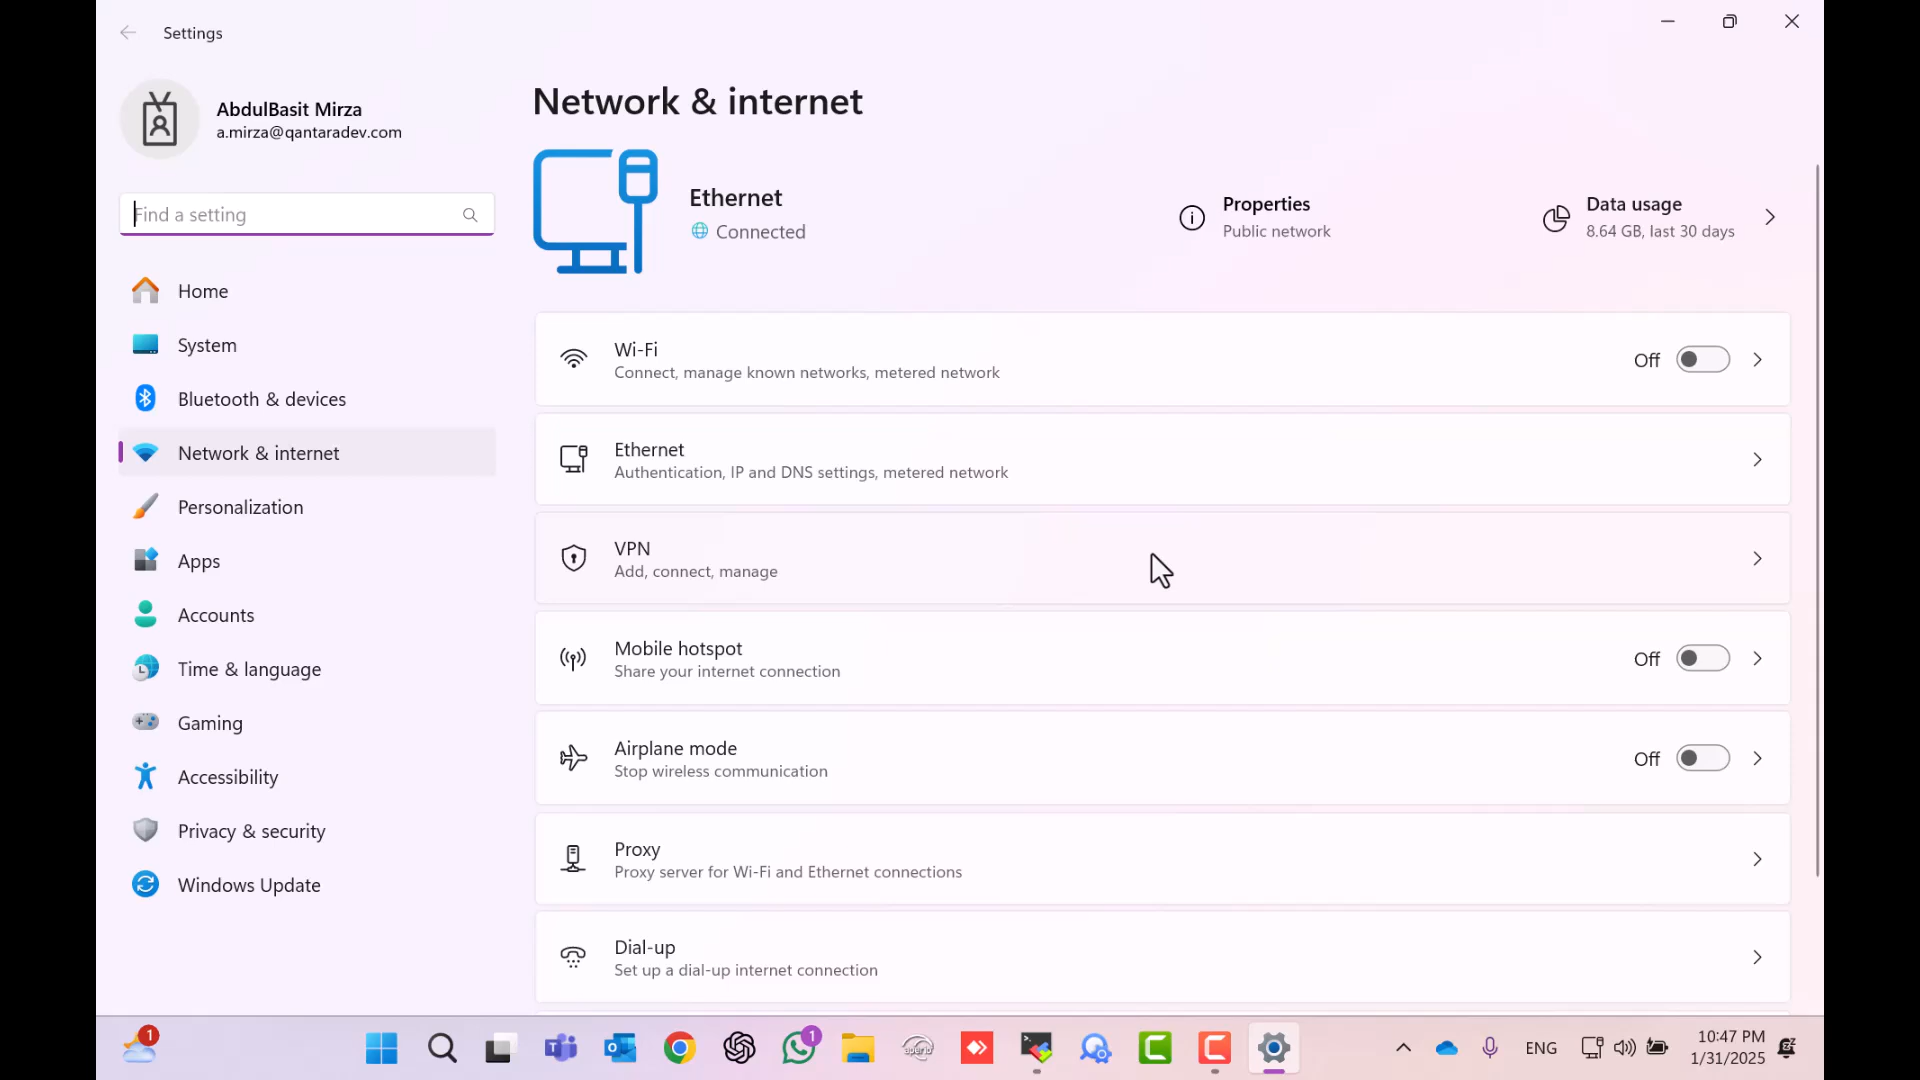 Settings
AbdulBasit Mirza
a.mirza@qantaradev.com
Find a setting
Home
System
Bluetooth & devices
Network & internet
Personalization
Apps
Accounts
Time & language
Gaming
Accessibility
Privacy & security
Windows Update
Network & internet
Ethernet
Connected
Properties
Public network
Data usage
8.64 GB, last 30 days
Wi-Fi
Connect, manage known networks, metered network
Off
Ethernet
Authentication, IP and DNS settings, metered network
VPN
Add, connect, manage
Mobile hotspot
Share your internet connection
Off
Airplane mode
Stop wireless communication
Off
Proxy
Proxy server for Wi-Fi and Ethernet connections
Dial-up
Set up a dial-up internet connection
1
1
ENG
10:47 PM
1/31/2025